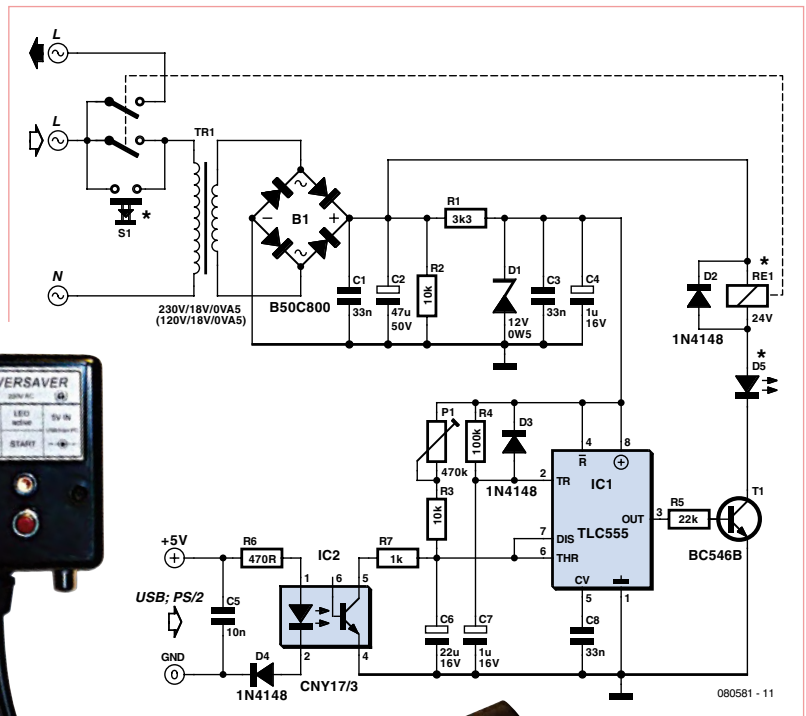 L
L
TR1
S1 *
N
230V/18V/0VA5
(120V/18V/0VA5)
B1
B50C800
R1
3k3
R2
10k
C1
33n
C2
47u
50V
D1
12V
0W5
C3
33n
C4
1u
16V
*
D2
1N4148
RE1
24V
*
D5
VERSAVER
LED
active
5V IN
START
P1
470k
R4
100k
D3
1N4148
R3
10k
4
R
8
2
TR
IC1
TLC555
OUT
3
7
DIS
6
THR
CV
5
1
R5
22k
T1
BC546B
+5V
R6
470R
IC2
R7
1k
1
6
5
2
4
USB; PS/2
C5
10n
GND
0
D4
1N4148
CNY17/3
C6
22u
16V
C7
1u
16V
C8
33n
080581 - 11